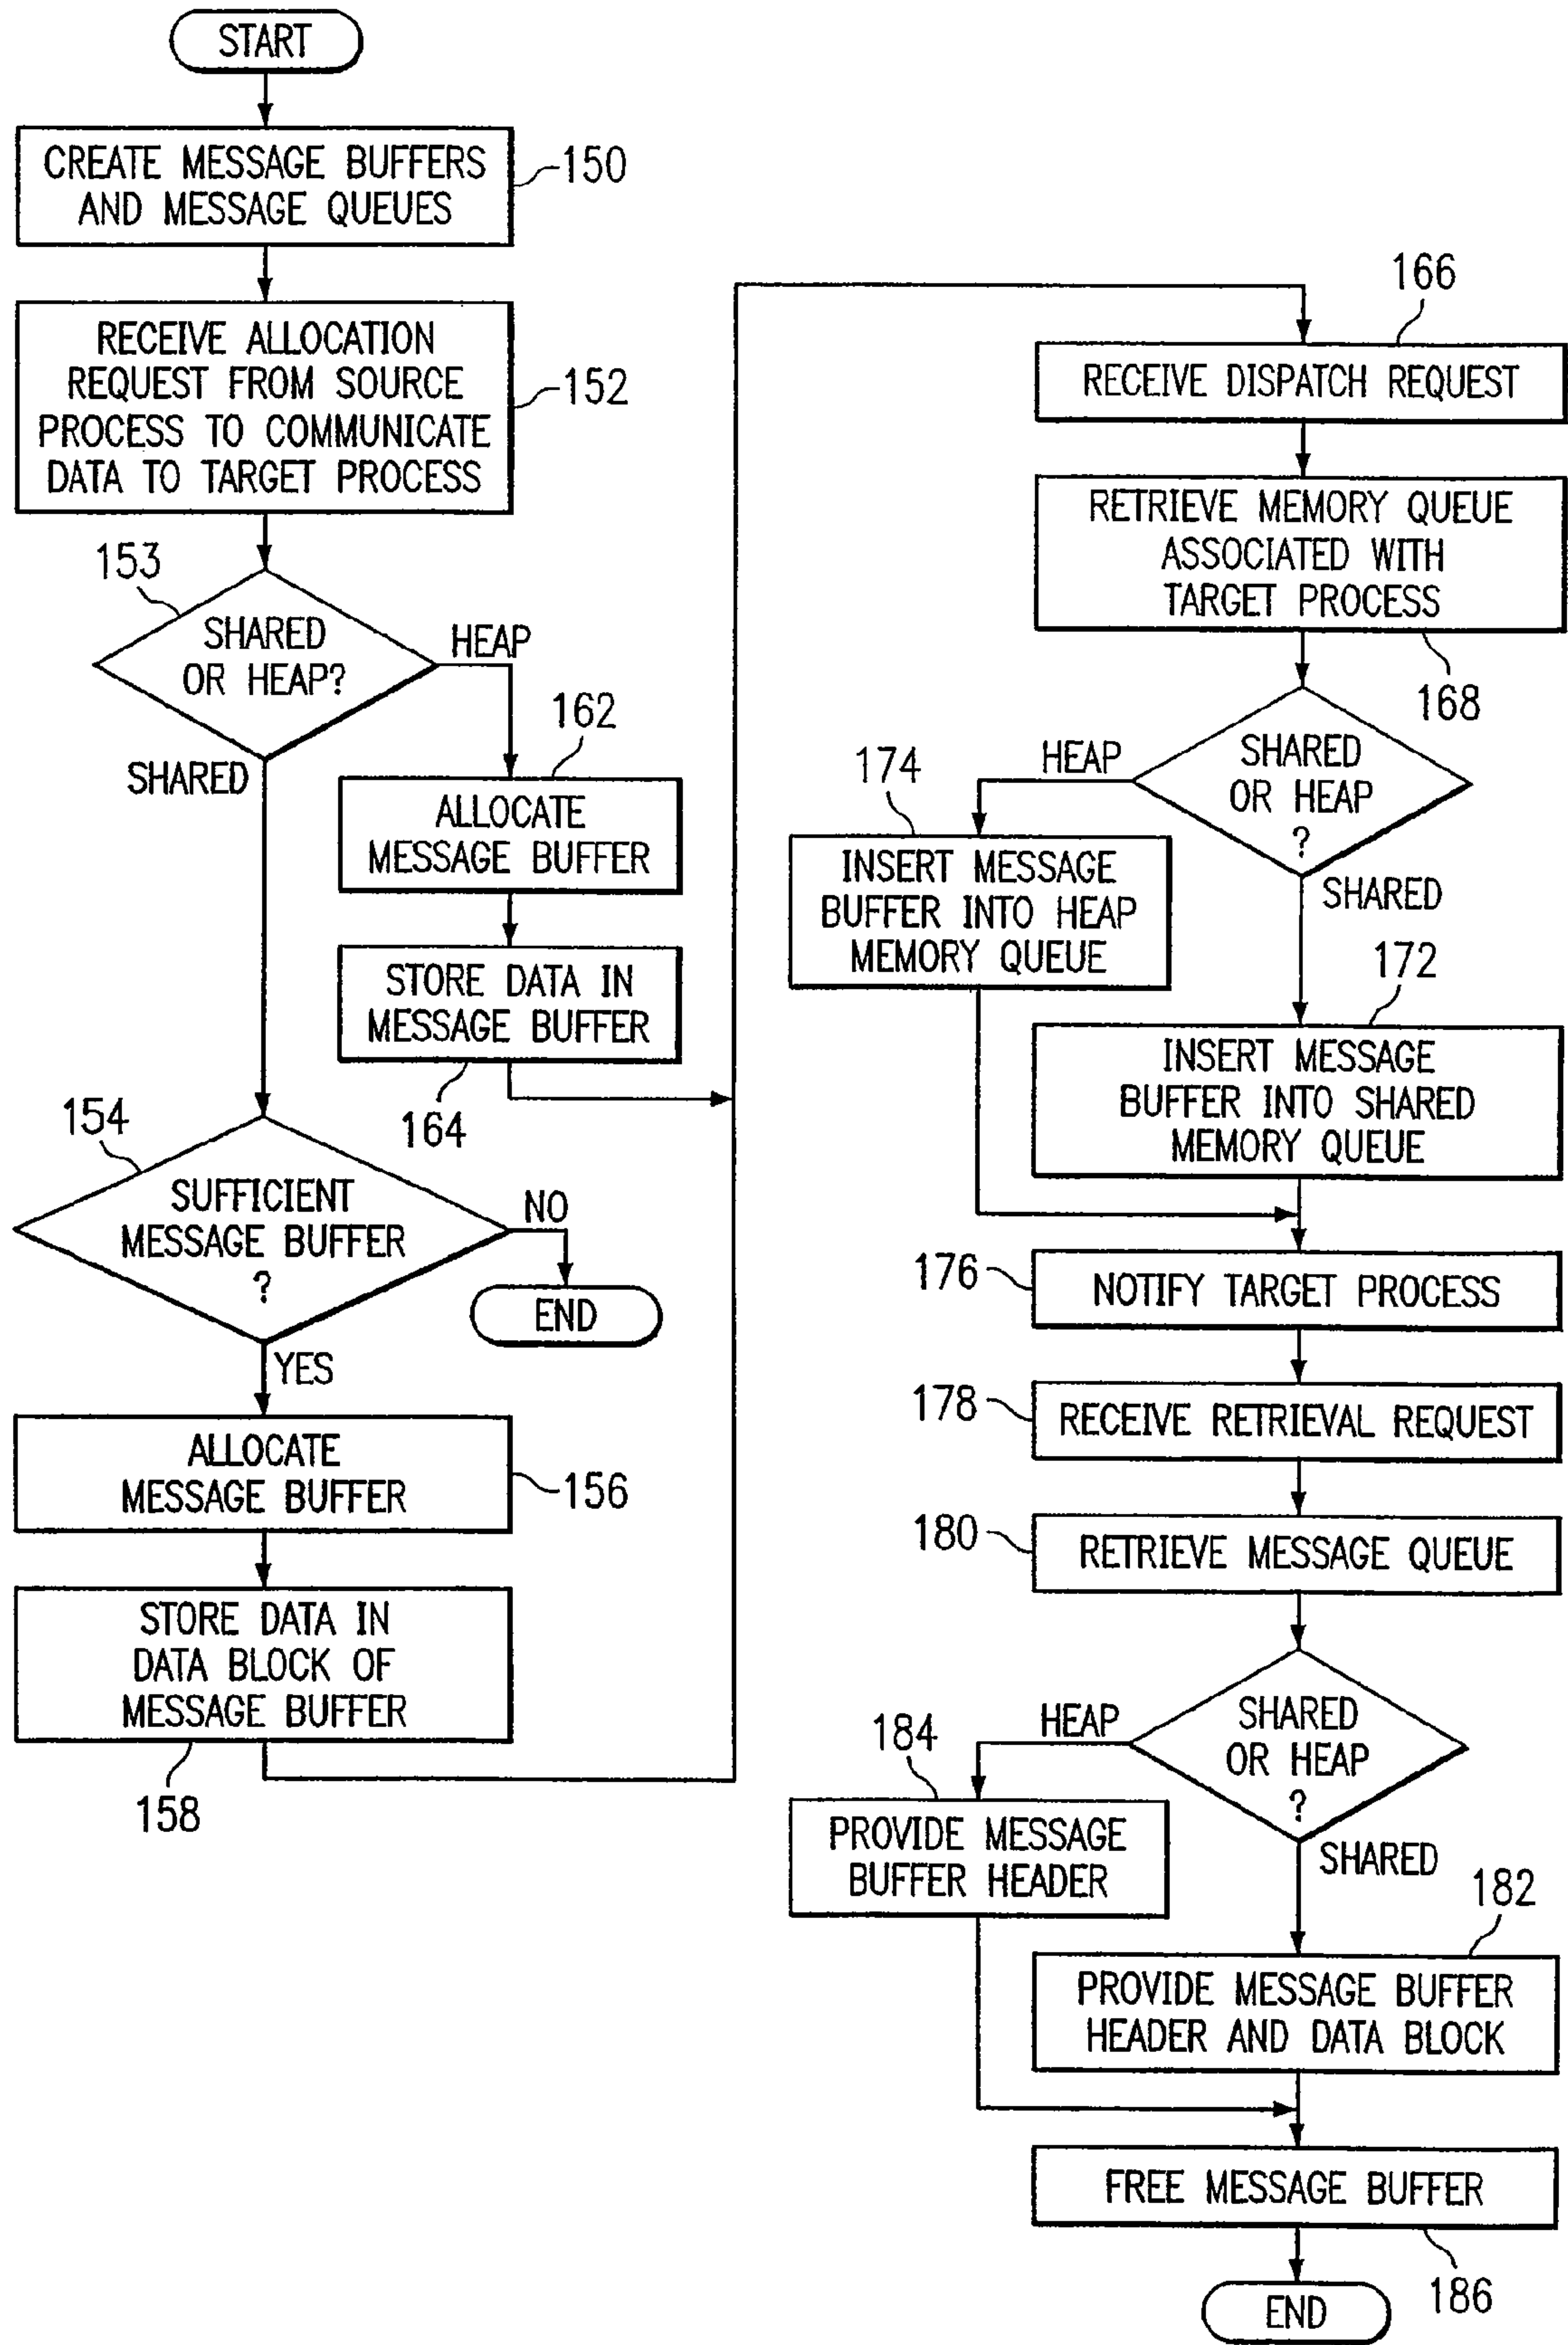 START
CREATE MESSAGE BUFFERS
AND MESSAGE QUEUES
150
RECEIVE ALLOCATION
REQUEST FROM SOURCE
PROCESS TO COMMUNICATE
DATA TO TARGET PROCESS
152
153
SHARED
OR HEAP?
HEAP
SHARED
162
ALLOCATE
MESSAGE BUFFER
STORE DATA IN
MESSAGE BUFFER
164
154
SUFFICIENT
MESSAGE BUFFER
?
NO
END
YES
ALLOCATE
MESSAGE BUFFER
156
STORE DATA IN
DATA BLOCK OF
MESSAGE BUFFER
158
166
RECEIVE DISPATCH REQUEST
RETRIEVE MEMORY QUEUE
ASSOCIATED WITH
TARGET PROCESS
168
SHARED
OR HEAP
?
HEAP
SHARED
174
INSERT MESSAGE
BUFFER INTO HEAP
MEMORY QUEUE
172
INSERT MESSAGE
BUFFER INTO SHARED
MEMORY QUEUE
176
NOTIFY TARGET PROCESS
178
RECEIVE RETRIEVAL REQUEST
180
RETRIEVE MESSAGE QUEUE
SHARED
OR HEAP
?
HEAP
SHARED
184
PROVIDE MESSAGE
BUFFER HEADER
182
PROVIDE MESSAGE BUFFER
HEADER AND DATA BLOCK
FREE MESSAGE BUFFER
186
END